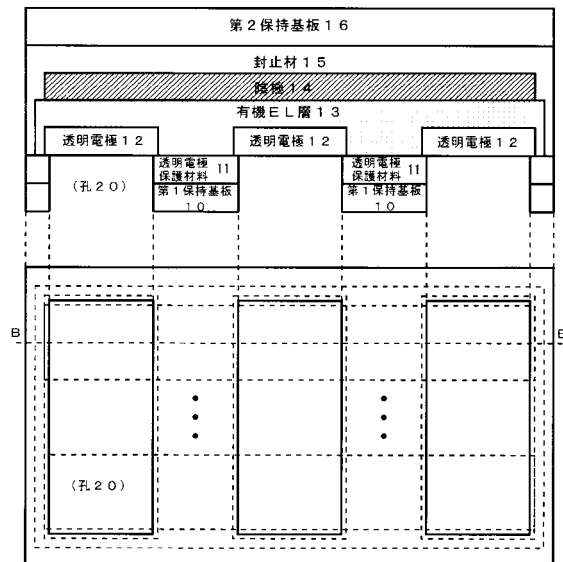 第2保持基板16
封止材15
陰極14
有機EL層13
透明電極12 透明電極12 透明電極12
(孔20) 透明電極 保護材料 11 透明電極 保護材料 11
第1保持基板 10 第1保持基板 10
B B
(孔20)